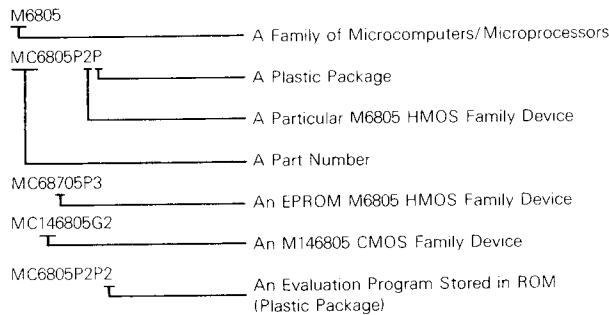 M6805
A Family of Microcomputers/Microprocessors
MC6805P2P
A Plastic Package
A Particular M6805 HMOS Family Device
A Part Number
MC68705P3
An EPROM M6805 HMOS Family Device
MC146805G2
An M146805 CMOS Family Device
MC6805P2P2
An Evaluation Program Stored in ROM
(Plastic Package)